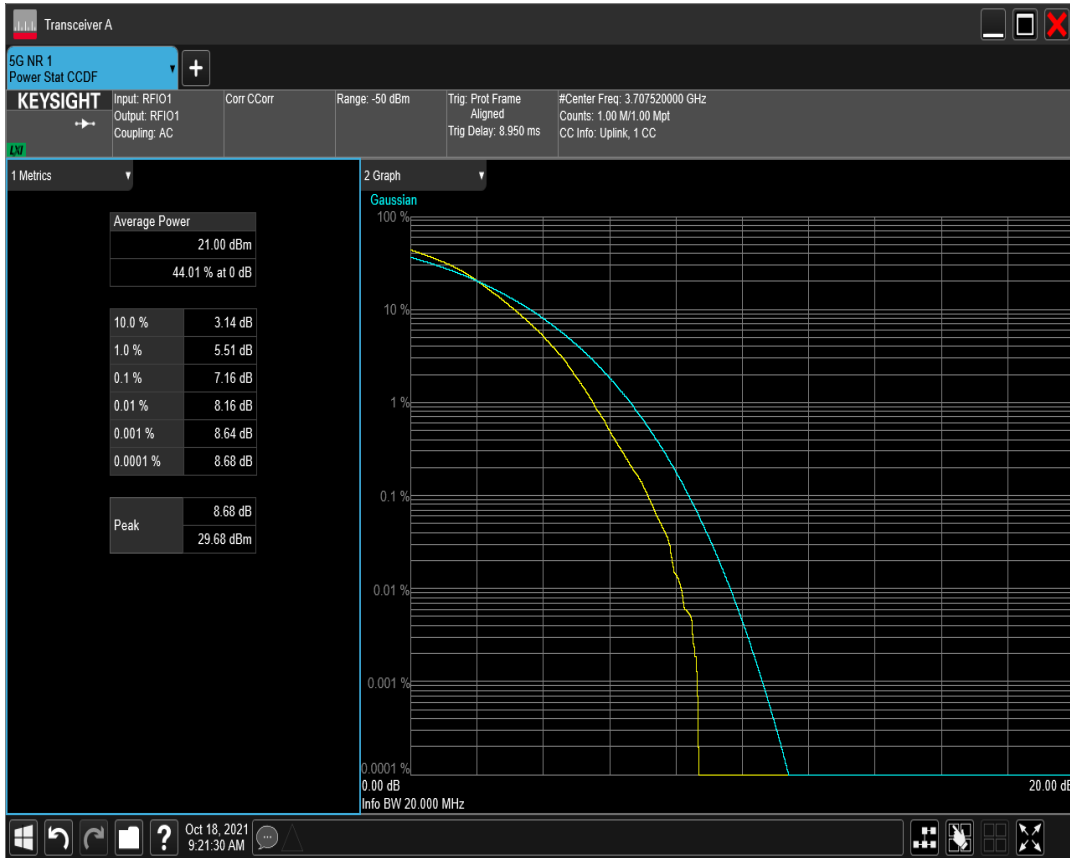 Transceiver A
5G NR 1
Power Stat CCDF
KEYSIGHT
LXI
Input: RFIO1
Output: RFIO1
Coupling: AC
Corr CCorr
Range: -50 dBm
Trig: Prot Frame
Aligned
Trig Delay: 8.950 ms
#Center Freq: 3.707520000 GHz
Counts: 1.00 M/1.00 Mpt
CC Info: Uplink, 1 CC
1 Metrics
Average Power
21.00 dBm
44.01 % at 0 dB
10.0 % 3.14 dB
1.0 % 5.51 dB
0.1 % 7.16 dB
0.01 % 8.16 dB
0.001 % 8.64 dB
0.0001 % 8.68 dB
Peak 8.68 dB
29.68 dBm
2 Graph
Gaussian
100 %
10 %
1 %
0.1 %
0.01 %
0.001 %
0.0001 %
0.00 dB 20.00 dB
Info BW 20.000 MHz
Oct 18, 2021
9:21:30 AM